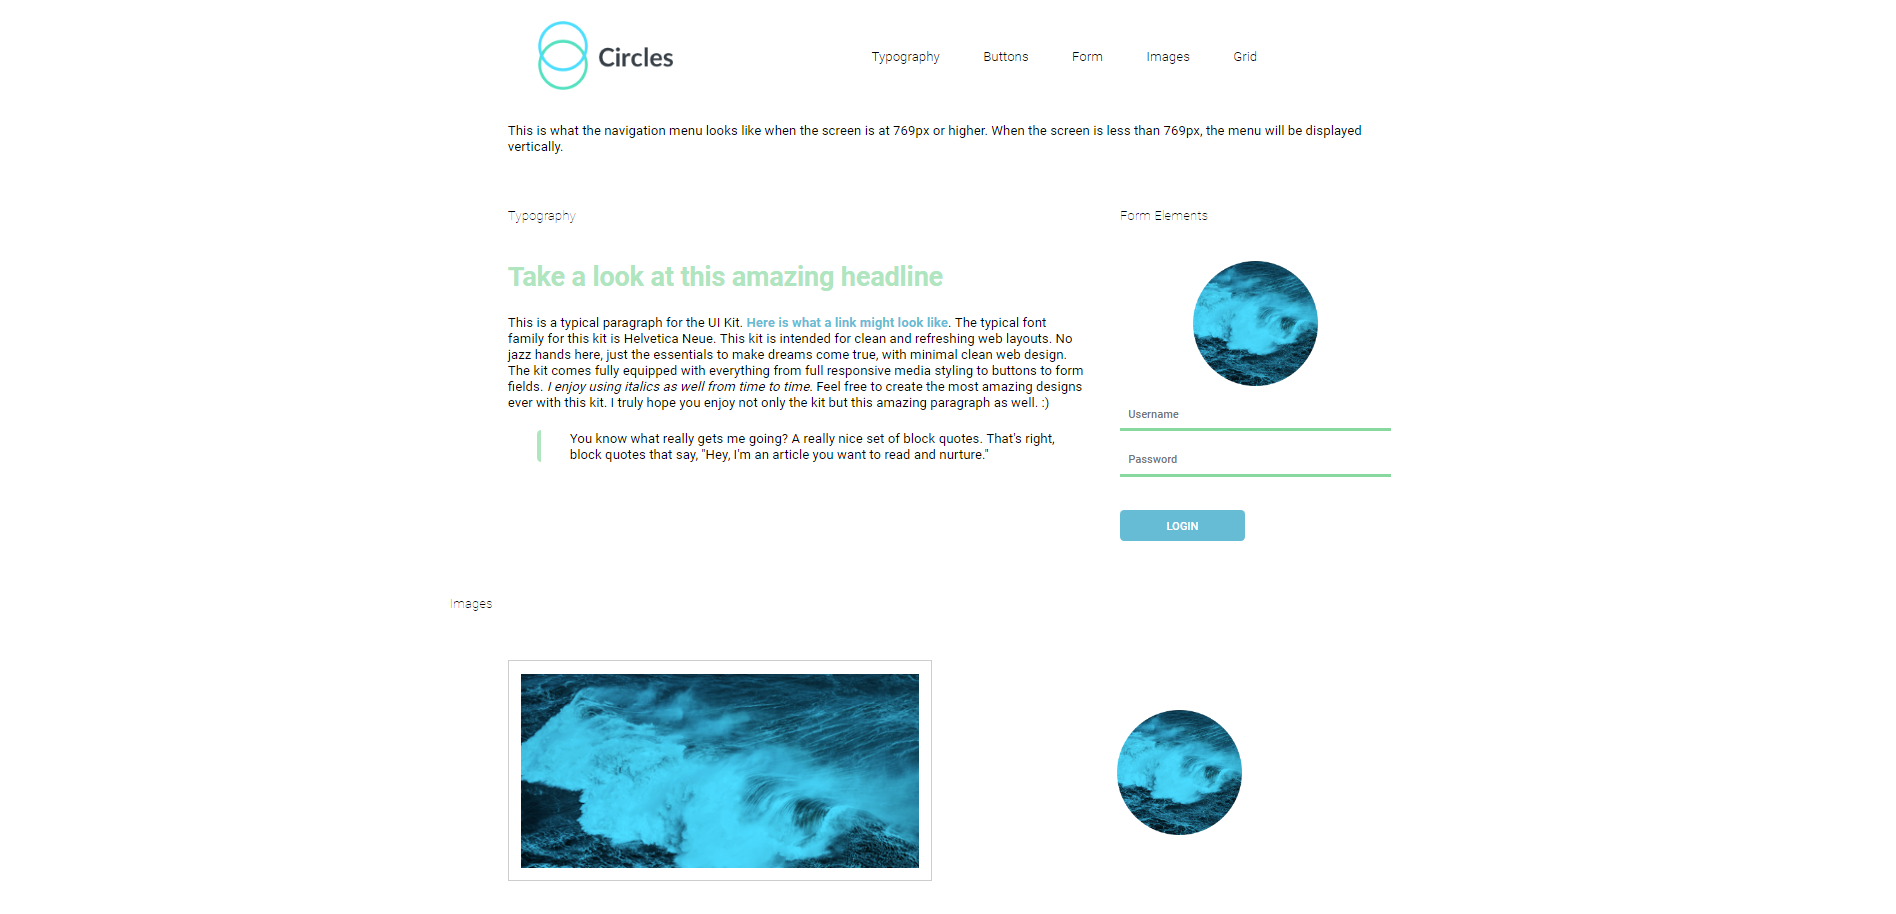 Circles
Typography Buttons Form Images Grid
This is what the navigation menu looks like when the screen is at 769px or higher. When the screen is less than 769px, the menu will be displayed
vertically.
Typography
Take a look at this amazing headline
This is a typical paragraph for the UI Kit. Here is what a link might look like. The typical font
family for this kit is Helvetica Neue. This kit is intended for clean and refreshing web layouts. No
jazz hands here, just the essentials to make dreams come true, with minimal clean web design.
The kit comes fully equipped with everything from full responsive media styling to buttons to form
fields. I enjoy using italics as well from time to time. Feel free to create the most amazing designs
ever with this kit. I truly hope you enjoy not only the kit but this amazing paragraph as well. :)
You know what really gets me going? A really nice set of block quotes. That's right,
block quotes that say, "Hey, I'm an article you want to read and nurture."
Form Elements
Username
Password
LOGIN
Images